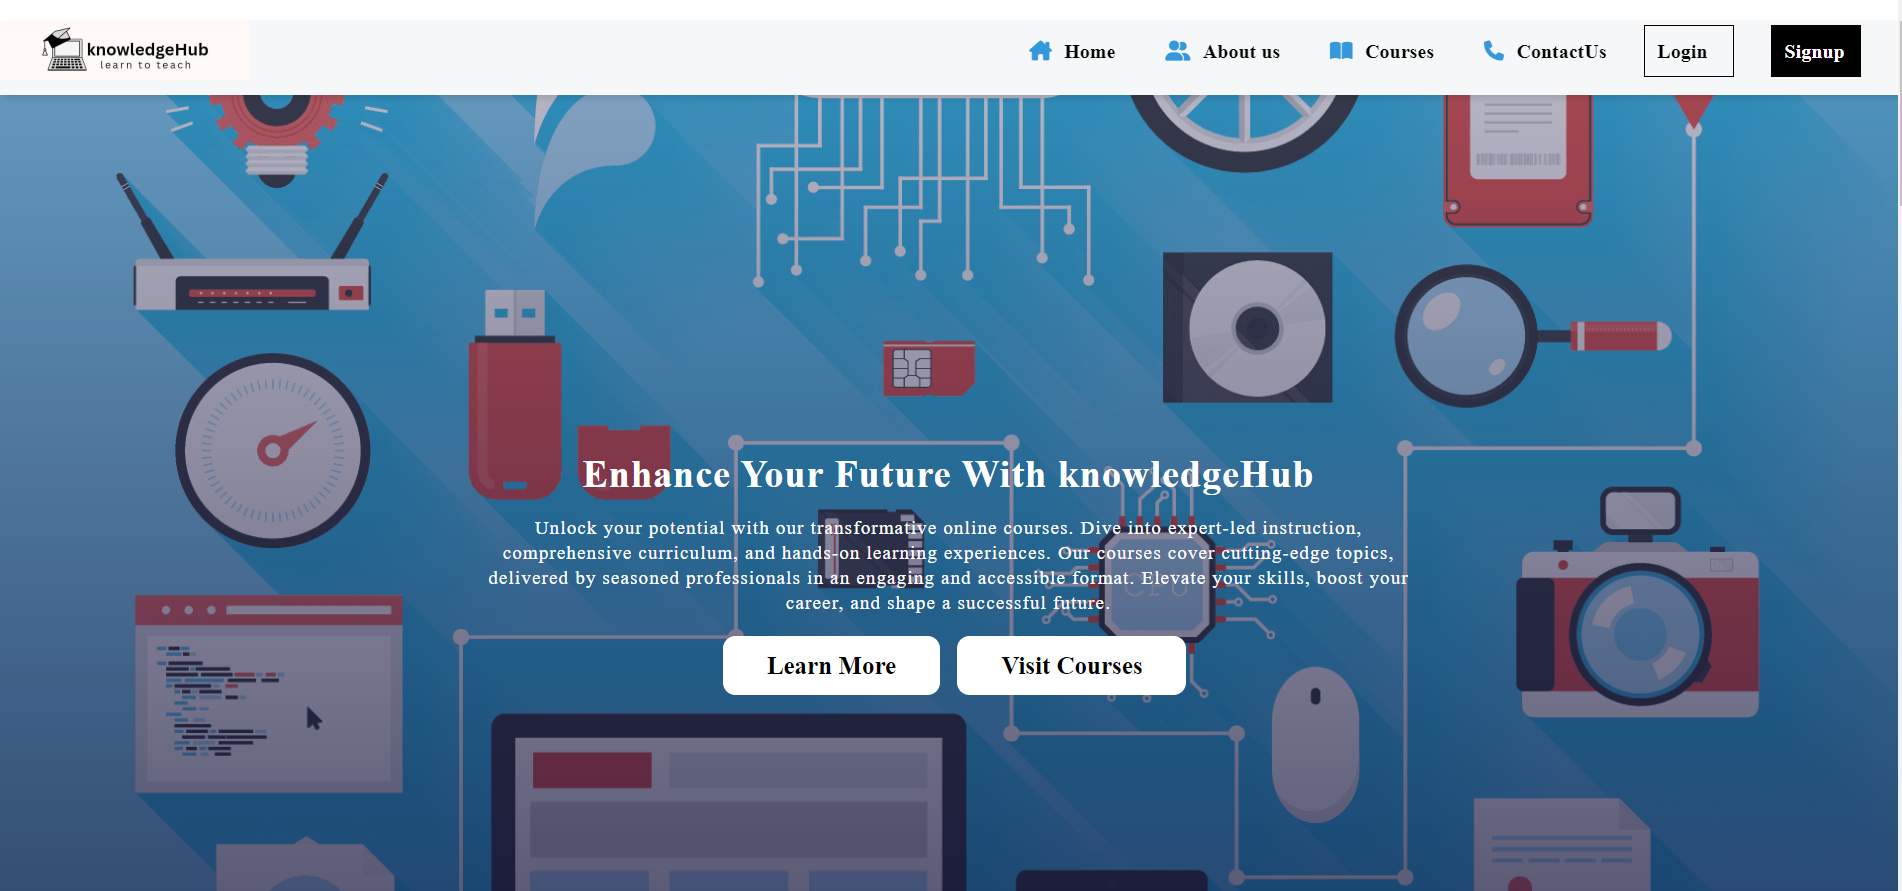 knowledgeHub
learn to teach
Home
About us
Courses
ContactUs
Login
Signup
Enhance Your Future With knowledgeHub
Unlock your potential with our transformative online courses. Dive into expert-led instruction,
comprehensive curriculum, and hands-on learning experiences. Our courses cover cutting-edge topics,
delivered by seasoned professionals in an engaging and accessible format. Elevate your skills, boost your
career, and shape a successful future.
CPU
Learn More
Visit Courses